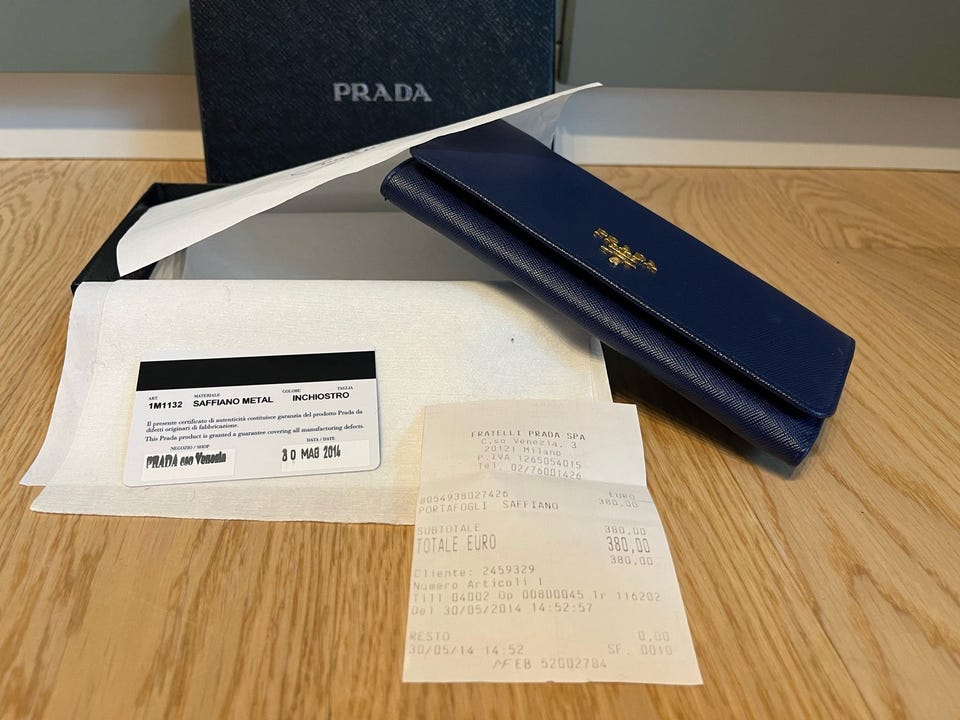 PRADA
PRADA
ART. MATERIALE COLORE TAGLIA
1M1132 SAFFIANO METAL INCHIOSTRO
Il presente certificato di autenticità costituisce garanzia del prodotto Prada da
difetti originari di fabbricazione.
This Prada product is granted a guarantee covering all manufacturing defects.
NEGOZIO / SHOP DATA / DATE
PRADA cso Venezia 30 MAG 2014
FRATELLI PRADA SPA
C.so Venezia, 3
20121 Milano
P.IVA 1265054015
Tel. 02/76001426
EURO
8054938027426 380,00
PORTAFOGLI SAFFIANO
SUBTOTALE 380,00
TOTALE EURO 380,00
380,00
Cliente: 2459329
Numero Articoli 1
Till 04002 Op 00800045 Tr 116202
Del 30/05/2014 14:52:57
RESTO 0,00
30/05/14 14:52 SF. 0010
MF EB 52002784